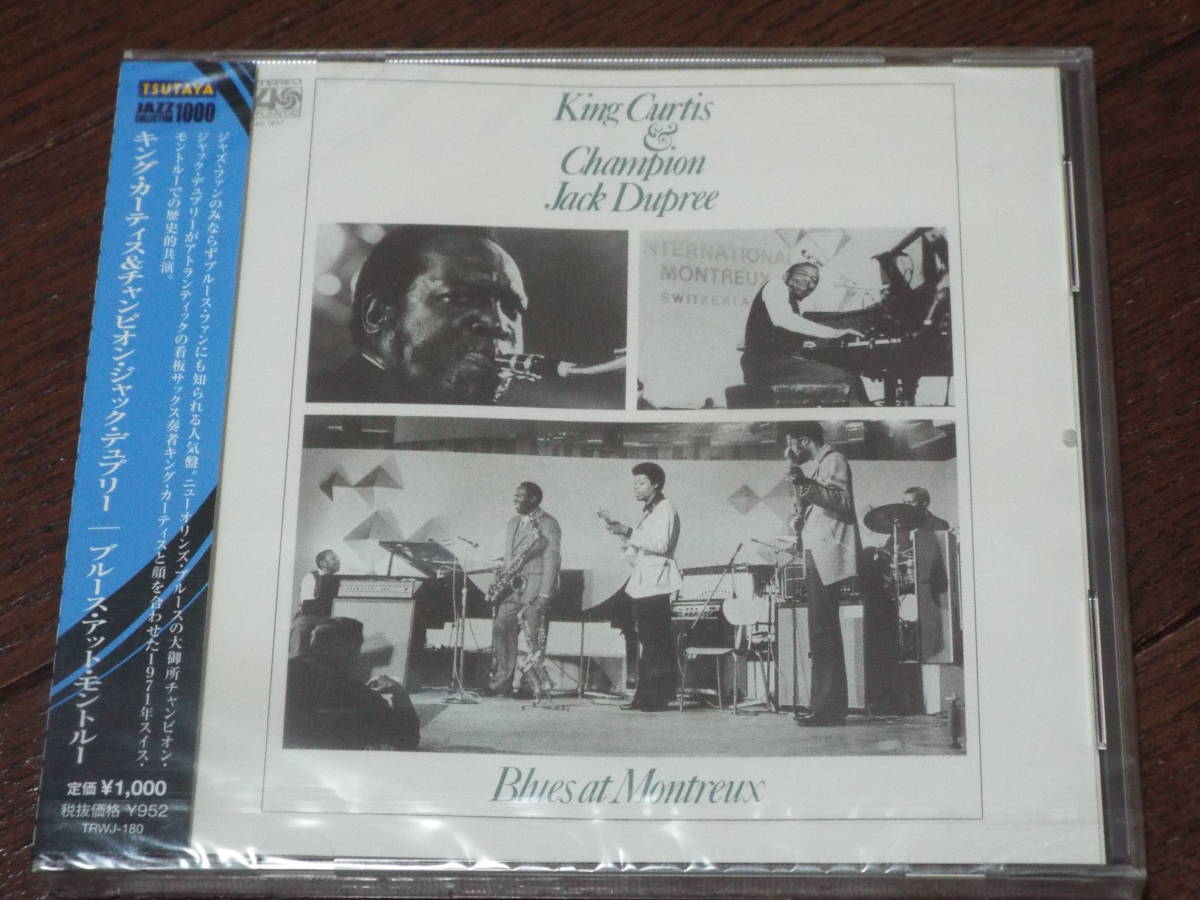 TSUTAYA
JAZZ
COLLECTION 1000
ジャズ・ファンのみならずブルース・ファンにも知られる人気盤。ニューオリンズ・ブルースの大御所チャンピオン・
ジャック・デュプリーがアトランティックの看板サックス奏者キング・カーティスと顔を合わせた1971年スイス・
モントルーでの歴史的共演。
キング・カーティス&チャンピオン・ジャック・デュプリー｜ブルース・アット・モントルー
定価 ¥1,000
税抜価格 ¥952
TRWJ-180
STEREO
ATLANTIC
King Curtis
&
Champion
Jack Dupree
NTERNATIONAL
MONTREUX
SWITZERLA
Blues at Montreux